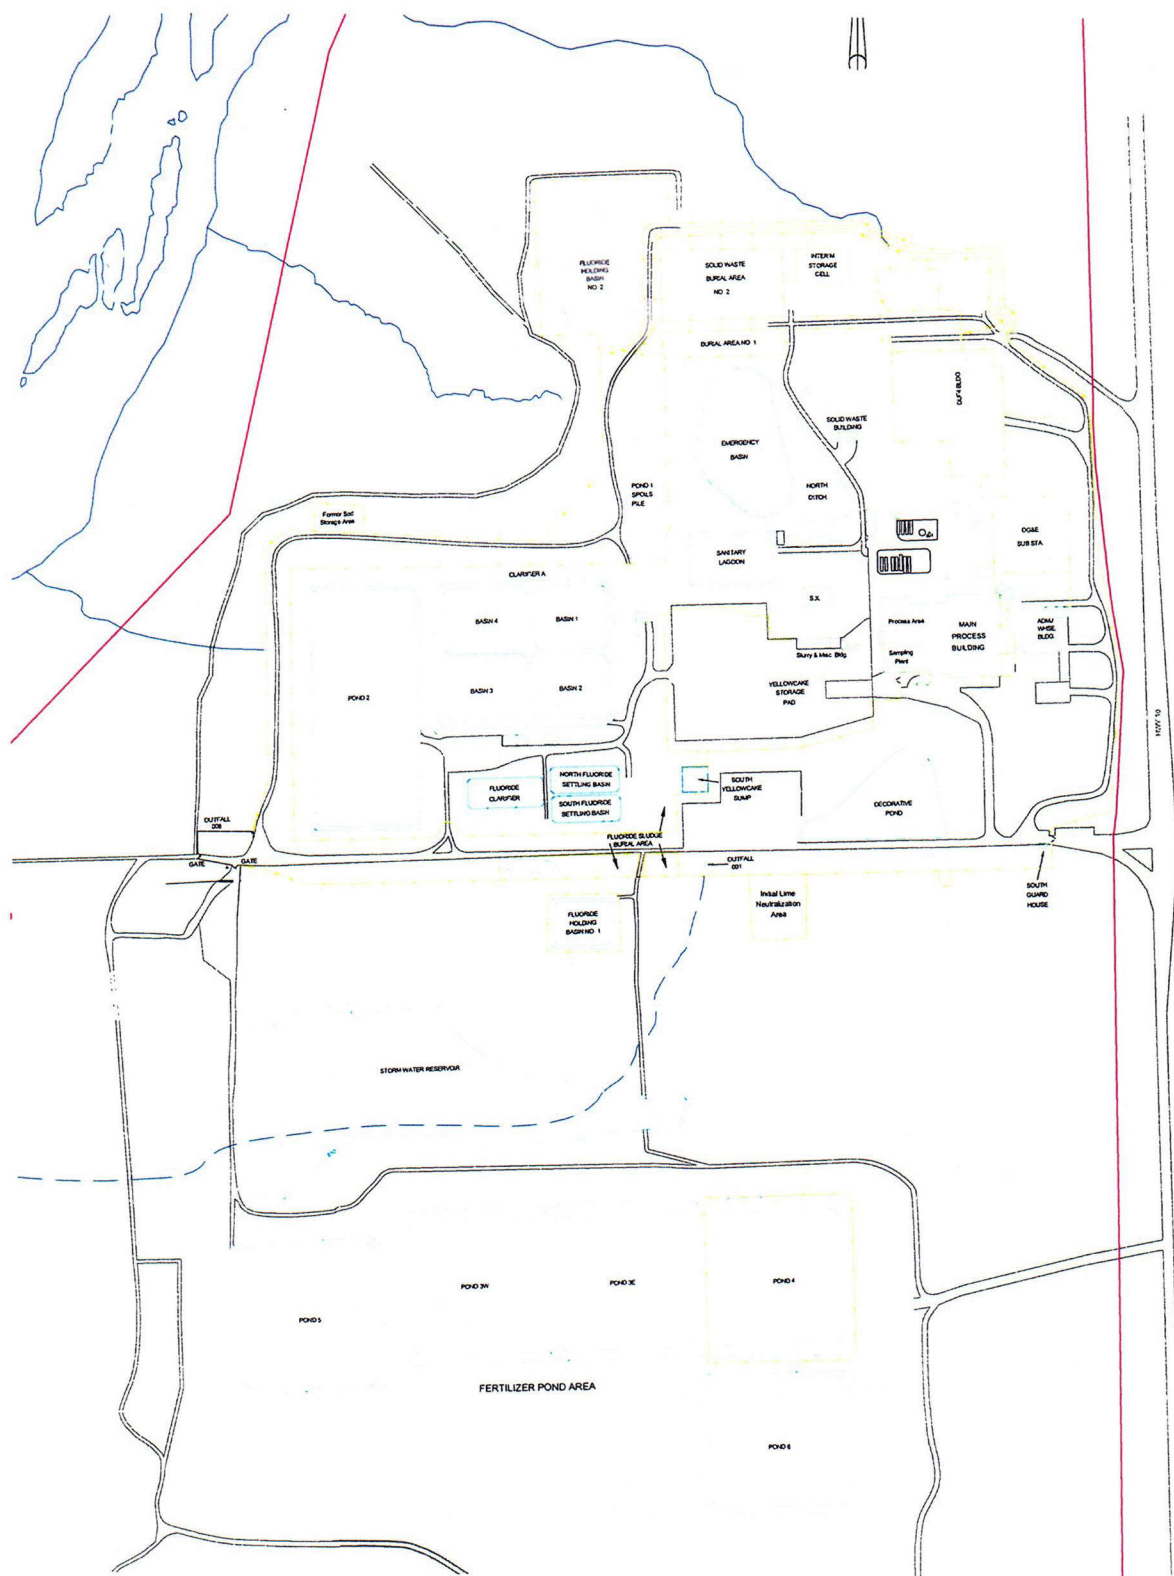 FLUORIDE
HOLDING
BASIN
NO. 2
SOLID WASTE
BURIAL AREA
NO. 2
INTERIM
STORAGE
CELL
BURIAL AREA NO. 1
SOLID WASTE
BUILDING
EMERGENCY
BASIN
POND 1
SPOILS
PILE
NORTH
DITCH
Former Sod
Storage Area
OG&E
SUB STA.
SANITARY
LAGOON
CLARIFIER A
S.X.
BASIN 4
BASIN 1
Process Area
MAIN
PROCESS
BUILDING
ADMJ
WHSE.
BLDG.
Slurry & Misc. Bldg.
Sampling
Plant
POND 2
BASIN 3
BASIN 2
YELLOWCAKE
STORAGE
PAD
HWY. 10
FLUORIDE
CLARIFIER
NORTH FLUORIDE
SETTLING BASIN
SOUTH FLUORIDE
SETTLING BASIN
SOUTH
YELLOWCAKE
SUMP
DECORATIVE
POND
OUTFALL
008
FLUORIDE SLUDGE
BURIAL AREA
GATE
GATE
OUTFALL
001
SOUTH
GUARD
HOUSE
Initial Lime
Neutralization
Area
FLUORIDE
HOLDING
BASIN NO. 1
STORM WATER RESERVOIR
POND 3W
POND 3E
POND 4
POND 5
FERTILIZER POND AREA
POND 6